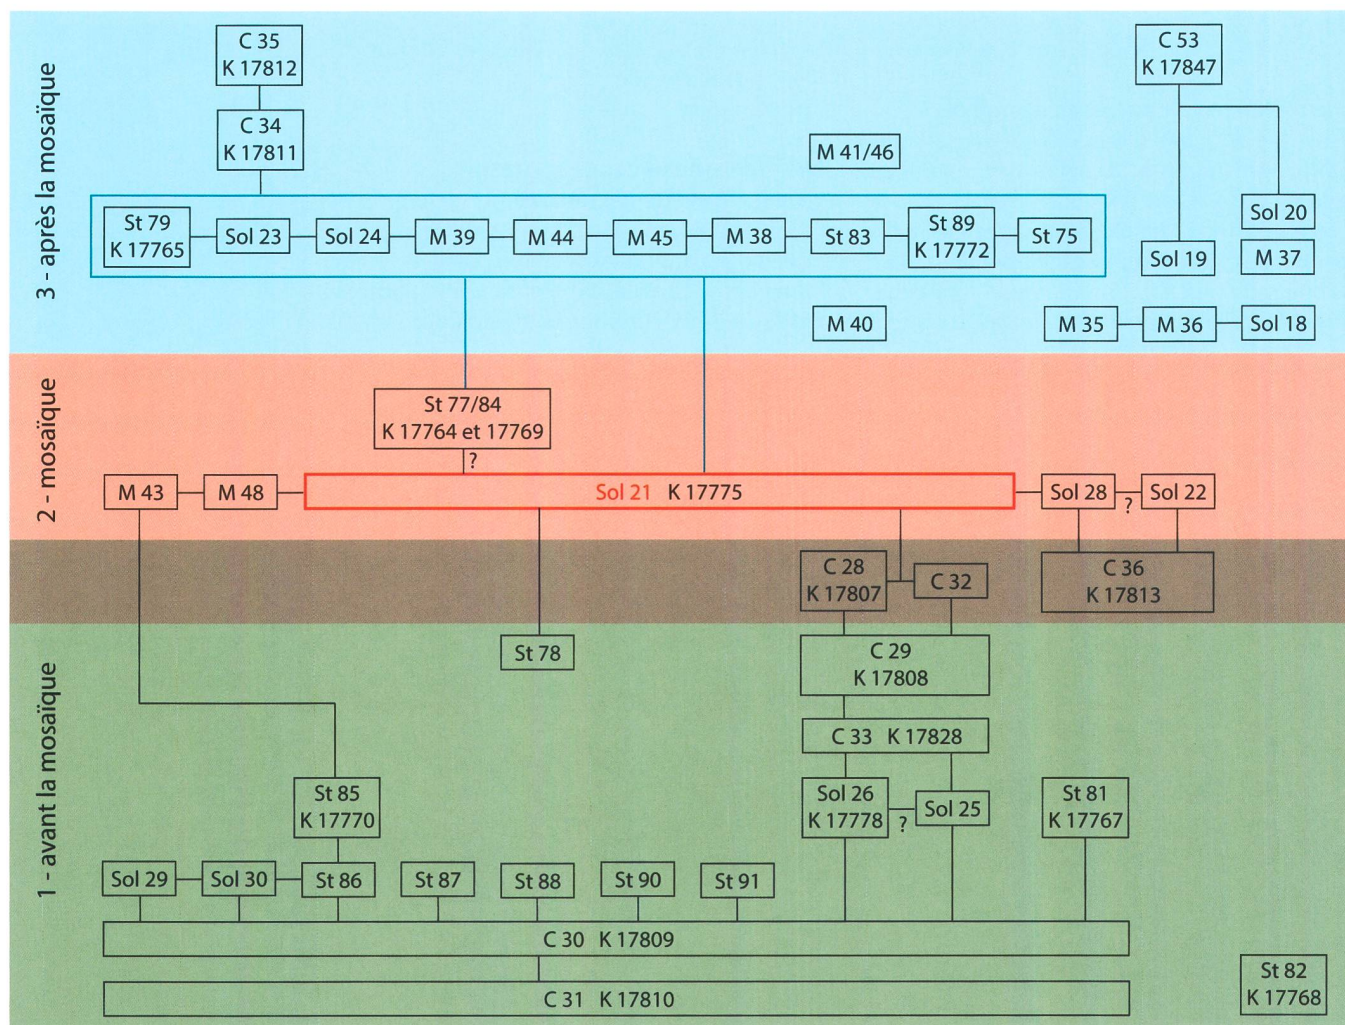 3 - après la mosaïque
C 35
K 17812
C 53
K 17847
C 34
K 17811
M 41/46
St 79
K 17765
Sol 23
Sol 24
M 39
M 44
M 45
M 38
St 83
St 89
K 17772
St 75
Sol 20
Sol 19
M 37
M 40
M 35
M 36
Sol 18
2 - mosaïque
St 77/84
K 17764 et 17769
?
M 43
M 48
Sol 21 K 17775
Sol 28
?
Sol 22
C 28
K 17807
C 32
C 36
K 17813
1 - avant la mosaïque
St 78
C 29
K 17808
C 33 K 17828
St 85
K 17770
Sol 26
K 17778
?
Sol 25
St 81
K 17767
Sol 29
Sol 30
St 86
St 87
St 88
St 90
St 91
C 30 K 17809
C 31 K 17810
St 82
K 17768